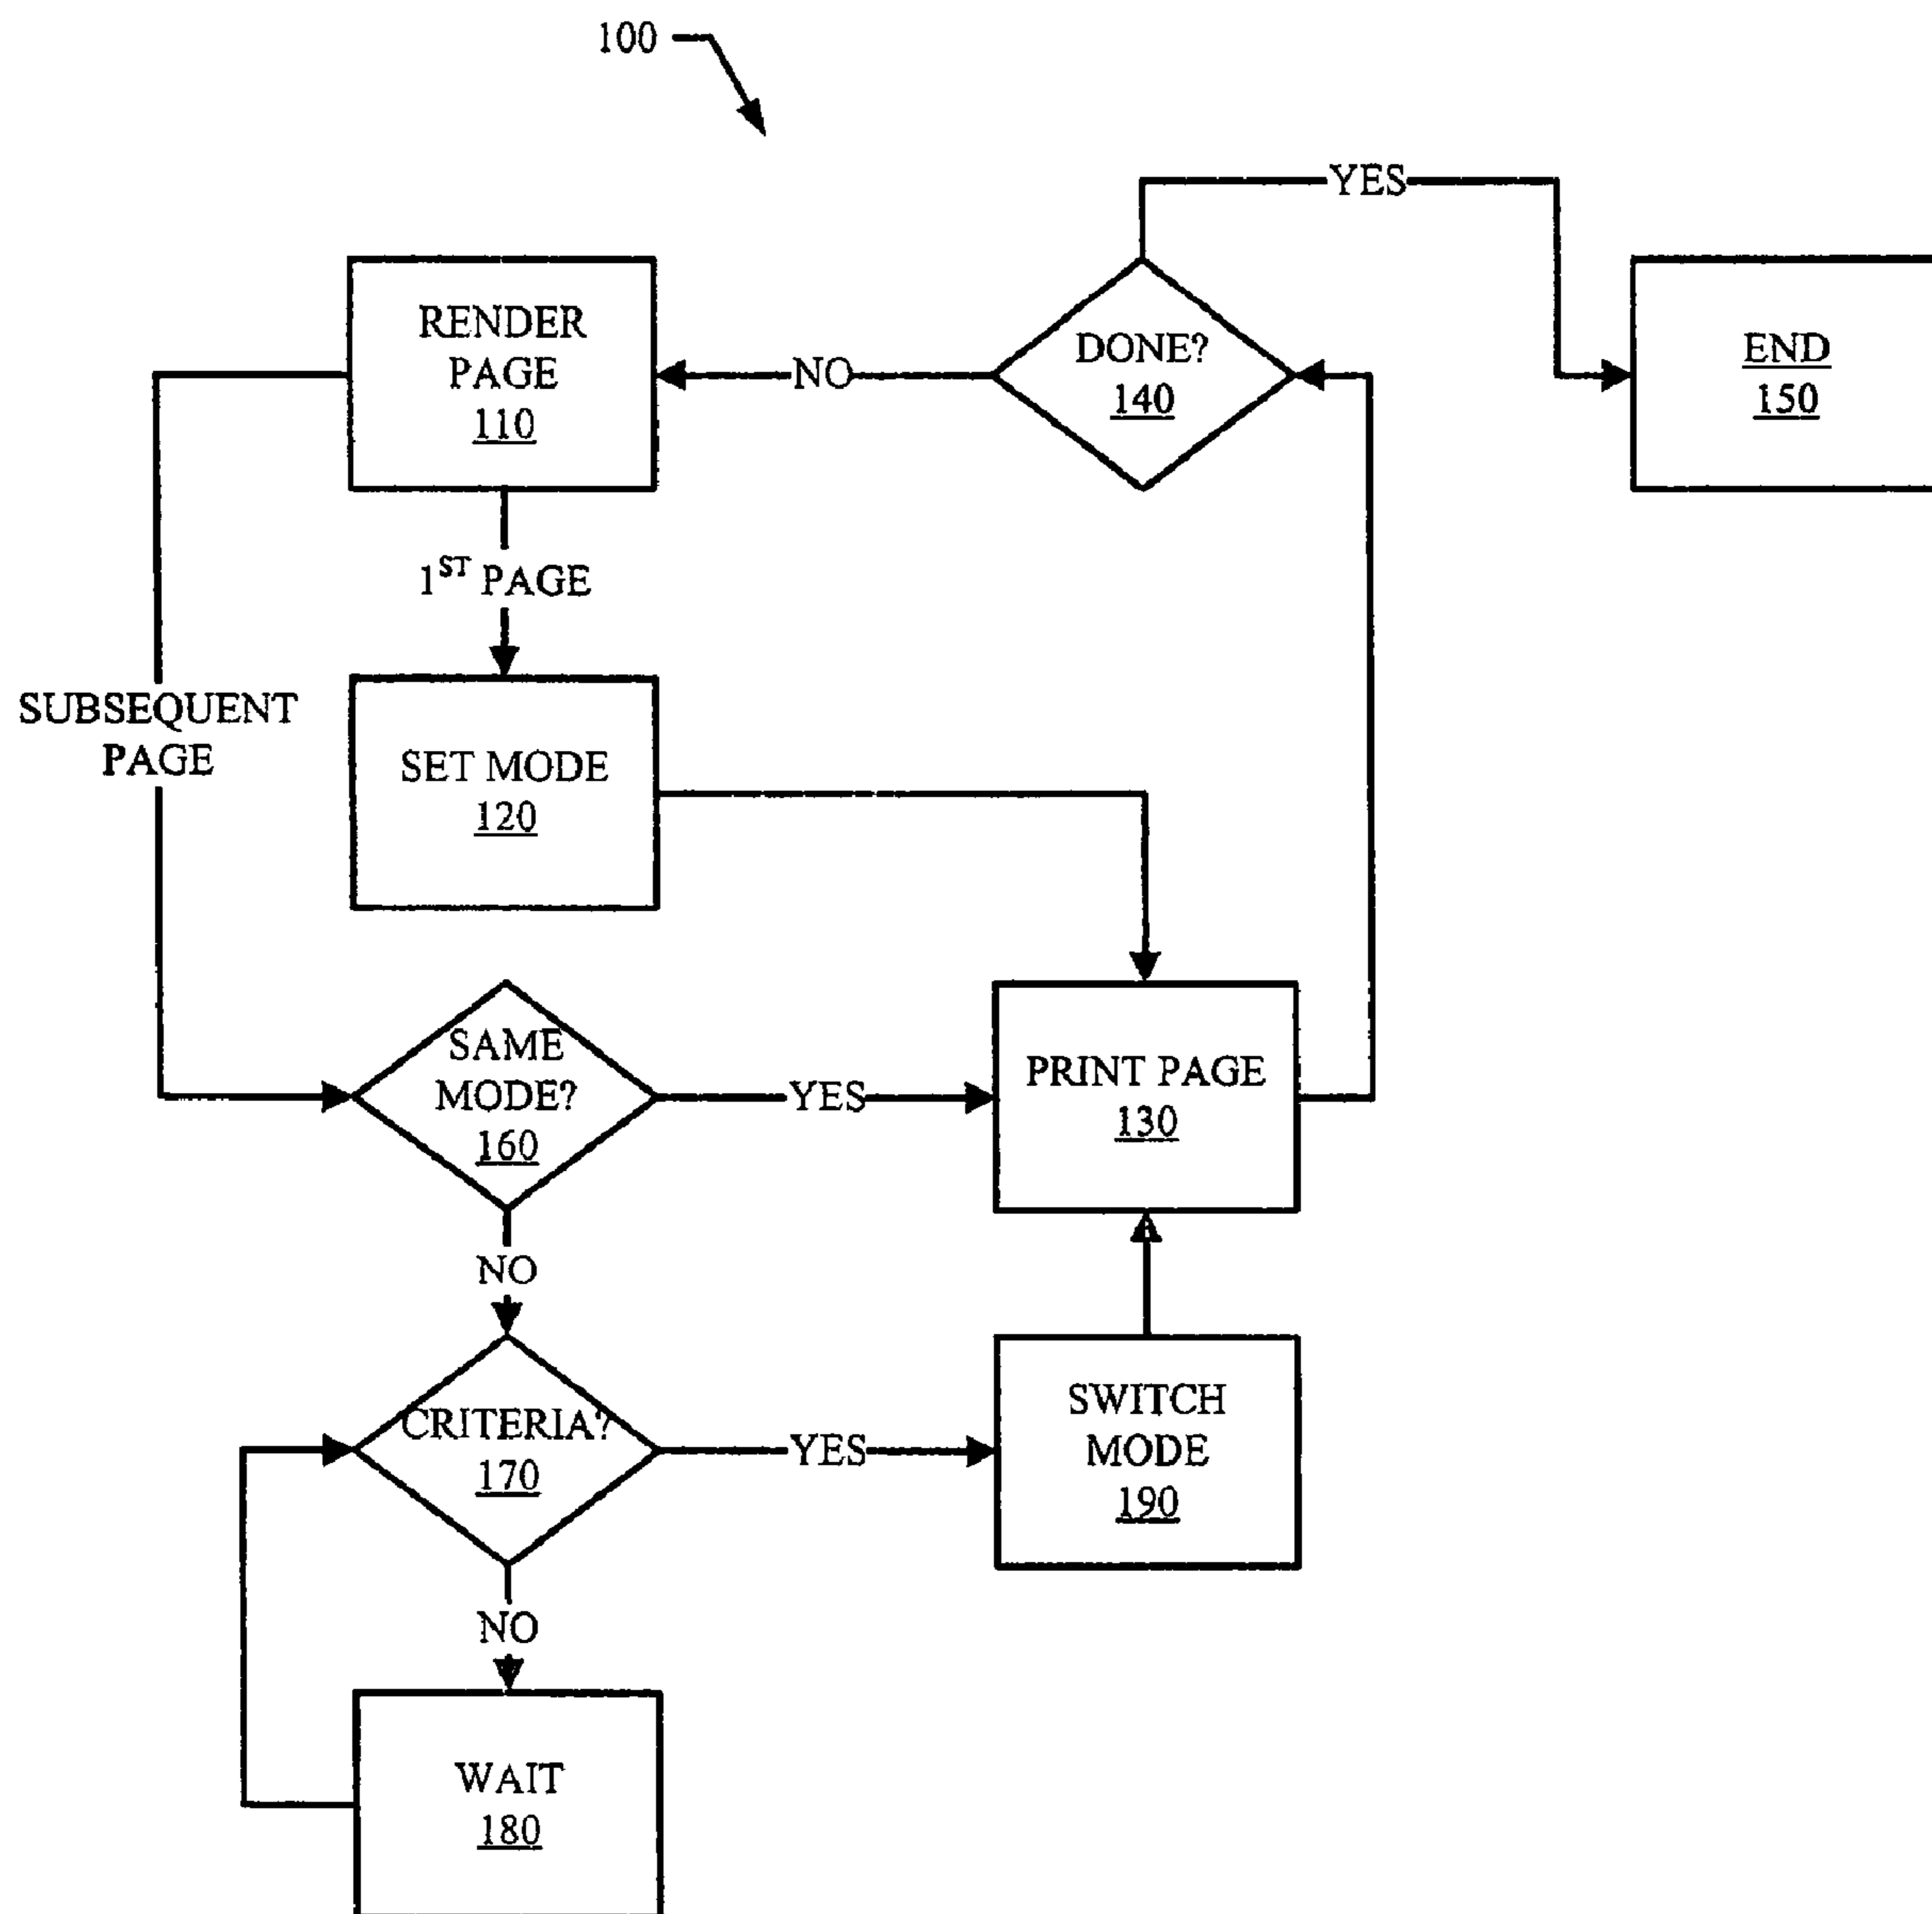 100
YES
RENDER
PAGE
110
NO
DONE?
140
END
150
1ST PAGE
SUBSEQUENT
PAGE
SET MODE
120
SAME
MODE?
160
YES
PRINT PAGE
130
NO
CRITERIA?
170
YES
SWITCH
MODE
190
NO
WAIT
180